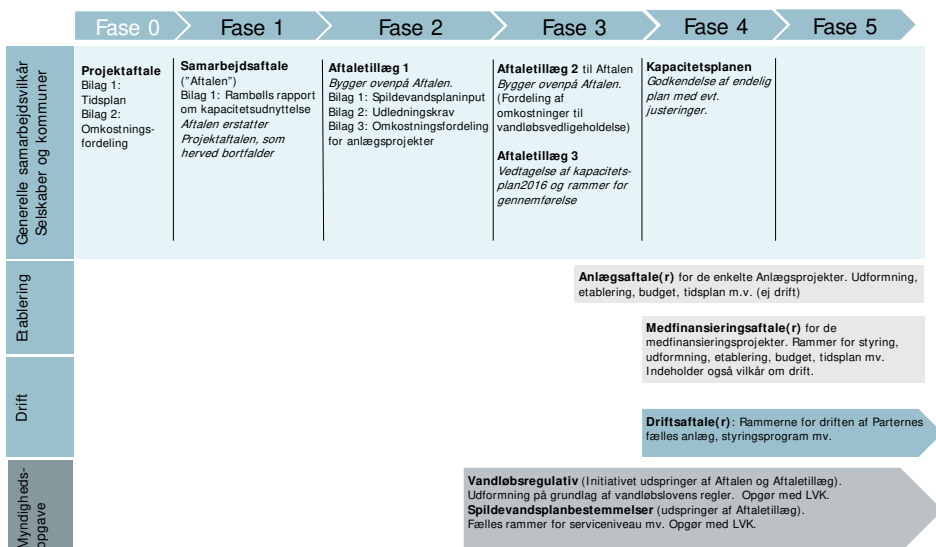 Fase 0
Fase 1
Fase 2
Fase 3
Fase 4
Fase 5
Generelle samarbejdsvilkår
Selskaber og kommuner
Projektaftale
Bilag 1:
Tidsplan
Bilag 2:
Omkostnings-
fordeling
Samarbejdsaftale
("Aftalen")
Bilag 1: Rambølls rapport
om kapacitetsudnyttelse
Aftalen erstatter
Projektaftalen, som
herved bortfalder
Aftaletillæg 1
Bygger ovenpå Aftalen.
Bilag 1: Spildevandsplaninput
Bilag 2: Udledningskrav
Bilag 3: Omkostningsfordeling
for anlægsprojekter
Aftaletillæg 2 til Aftalen
Bygger ovenpå Aftalen.
(Fordeling af
omkostninger til
vandløbsvedligeholdelse)
Aftaletillæg 3
Vedtagelse af kapacitets-
plan2016 og rammer for
gennemførelse
Kapacitetsplanen
Godkendelse af endelig
plan med evt.
justeringer.
Etablering
Anlægsaftale(r) for de enkelte Anlægsprojekter. Udformning,
etablering, budget, tidsplan m.v. (ej drift)
Medfinansieringsaftale(r) for de
medfinansieringsprojekter. Rammer for styring,
udformning, etablering, budget, tidsplan mv.
Indeholder også vilkår om drift.
Drift
Driftsaftale(r): Rammerne for driften af Parternes
fælles anlæg, styringsprogram mv.
Myndigheds-
opgave
Vandløbsregulativ (Initiativet udspringer af Aftalen og Aftaletillæg).
Udformning på grundlag af vandløbslovens regler. Opgør med LVK.
Spildevandsplanbestemmelser (udspringer af Aftaletillæg).
Fælles rammer for serviceniveau mv. Opgør med LVK.